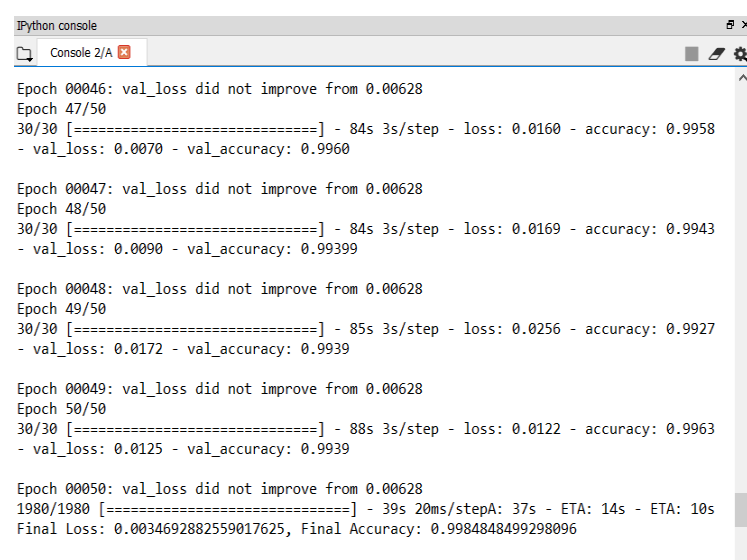 IPython console
Console 2/A
Epoch 00046: val_loss did not improve from 0.00628
Epoch 47/50
30/30 [==============================] - 84s 3s/step - loss: 0.0160 - accuracy: 0.9958
- val_loss: 0.0070 - val_accuracy: 0.9960
Epoch 00047: val_loss did not improve from 0.00628
Epoch 48/50
30/30 [==============================] - 84s 3s/step - loss: 0.0169 - accuracy: 0.9943
- val_loss: 0.0090 - val_accuracy: 0.99399
Epoch 00048: val_loss did not improve from 0.00628
Epoch 49/50
30/30 [==============================] - 85s 3s/step - loss: 0.0256 - accuracy: 0.9927
- val_loss: 0.0172 - val_accuracy: 0.9939
Epoch 00049: val_loss did not improve from 0.00628
Epoch 50/50
30/30 [==============================] - 88s 3s/step - loss: 0.0122 - accuracy: 0.9963
- val_loss: 0.0125 - val_accuracy: 0.9939
Epoch 00050: val_loss did not improve from 0.00628
1980/1980 [==============================] - 39s 20ms/stepA: 37s - ETA: 14s - ETA: 10s
Final Loss: 0.0034692882559017625, Final Accuracy: 0.9984848499298096